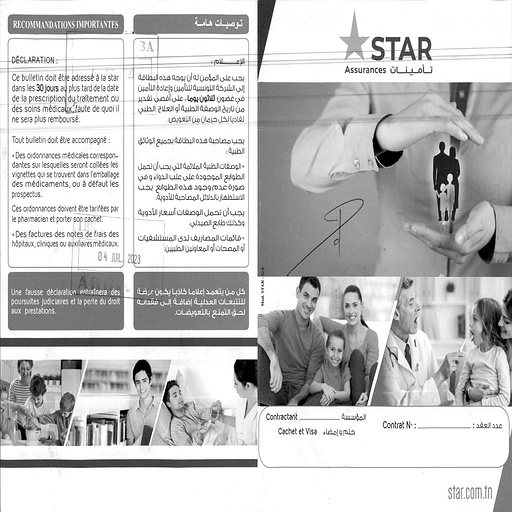 RECOMMANDATIONS IMPORTANTES
DÉCLARATION :
Ce bulletin doit être adressé à la star
dans les 30 jours au plus tard de la date
de la prescription du traitement ou
des soins médicaux, faute de quoi il
ne sera plus remboursé.
Tout bulletin doit être accompagné :
• Des ordonnances médicales correspon-
dantes sur lesquelles seront collées les
vignettes qui se trouvent dans l'emballage
des médicaments, ou à défaut les
prospectus.
Ces ordonnances doivent être tarifées par
le pharmacien et porter son cachet.
• Des factures des notes de frais des
hôpitaux, cliniques ou auxiliaires médicaux.
04 JUIL 2023
Une fausse déclaration entraînera des
poursuites judiciaires et la perte du droit
aux prestations.
توصيات هامة
3A
الإعلام :
يجب على المؤمن له أن يوجه هذه البطاقة
إلى الشركة التونسية للتأمين وإعادة التأمين
في غضون ثلاثون يوما، على أقصى تقدير
من تاريخ الوصفة الطبية أو العلاج الطبي
تفاديا لكل حرمان من التعويض.
يجب مصاحبة هذه البطاقة بجميع الوثائق
الطبية :
• الوصفات الطبية الملائمة التي يجب أن تحمل
الطوابع الموجودة على علب الدواء و في
صورة عدم وجود هذه الطوابع يجب
الاستظهار بالدلائل المصاحبة للأدوية.
يجب أن تحمل الوصفات أسعار الأدوية
وكذلك طابع الصيدلي.
• قائمات المصاريف لدى المستشفيات
أو المصحات أو المعاونين الطبيين.
كل من يتعمد إعلاما كاذبا يكون عرضة
للتتبعات العدلية إضافة إلى فقدانه
لحق التمتع بالتعويضات.
STAR
Assurances تأمينات
Contractant المؤسسة
Cachet et Visa ختم و إمضاء
Contrat N° : عدد العقد :
star.com.tn